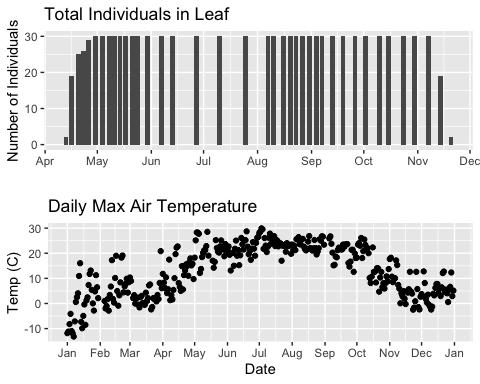 Total Individuals in Leaf
Number of Individuals
30
20
10
0
Apr May Jun Jul Aug Sep Oct Nov Dec
Daily Max Air Temperature
Temp (C)
30
20
10
0
-10
Jan Feb Mar Apr May Jun Jul Aug Sep Oct Nov Dec Jan
Date